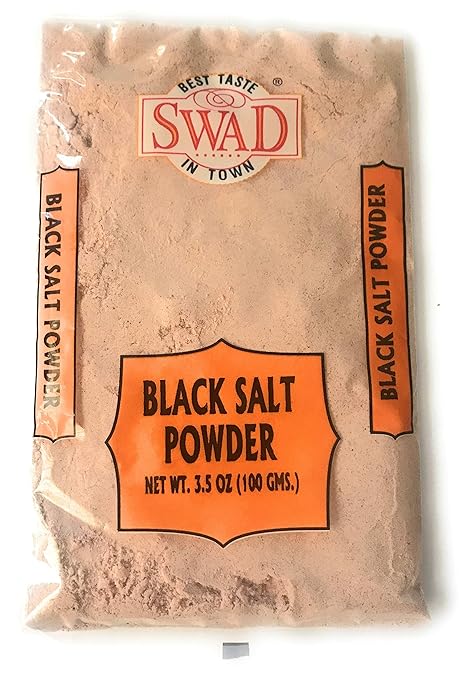 BEST TASTE ®
SWAD
IN TOWN
BLACK SALT POWDER
BLACK SALT POWDER
BLACK SALT
POWDER
NET WT. 3.5 OZ (100 GMS.)